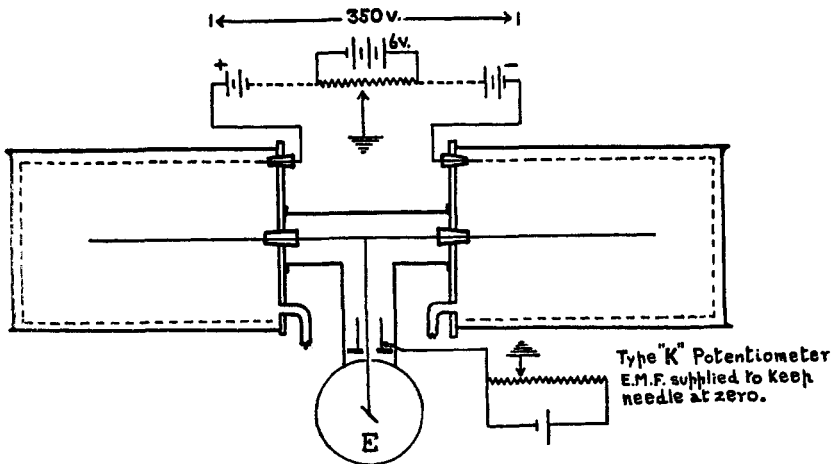 350 v.
6v.
+
−
E
Type "K" Potentiometer
E.M.F. supplied to keep
needle at zero.